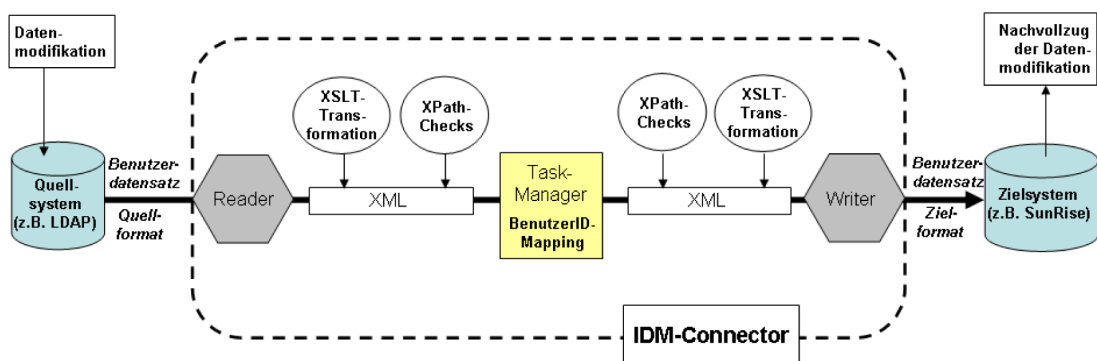 Daten-
modifikation
Quell-
system
(z.B. LDAP)
Benutzer-
datensatz
Quell-
format
Reader
XSLT-
Trans-
formation
XPath-
Checks
XML
Task-
Manager
BenutzerID-
Mapping
XPath-
Checks
XSLT-
Trans-
formation
XML
Writer
Benutzer-
datensatz
Ziel-
format
Nachvollzug
der Daten-
modifikation
Zielsystem
(z.B. SunRise)
IDM-Connector